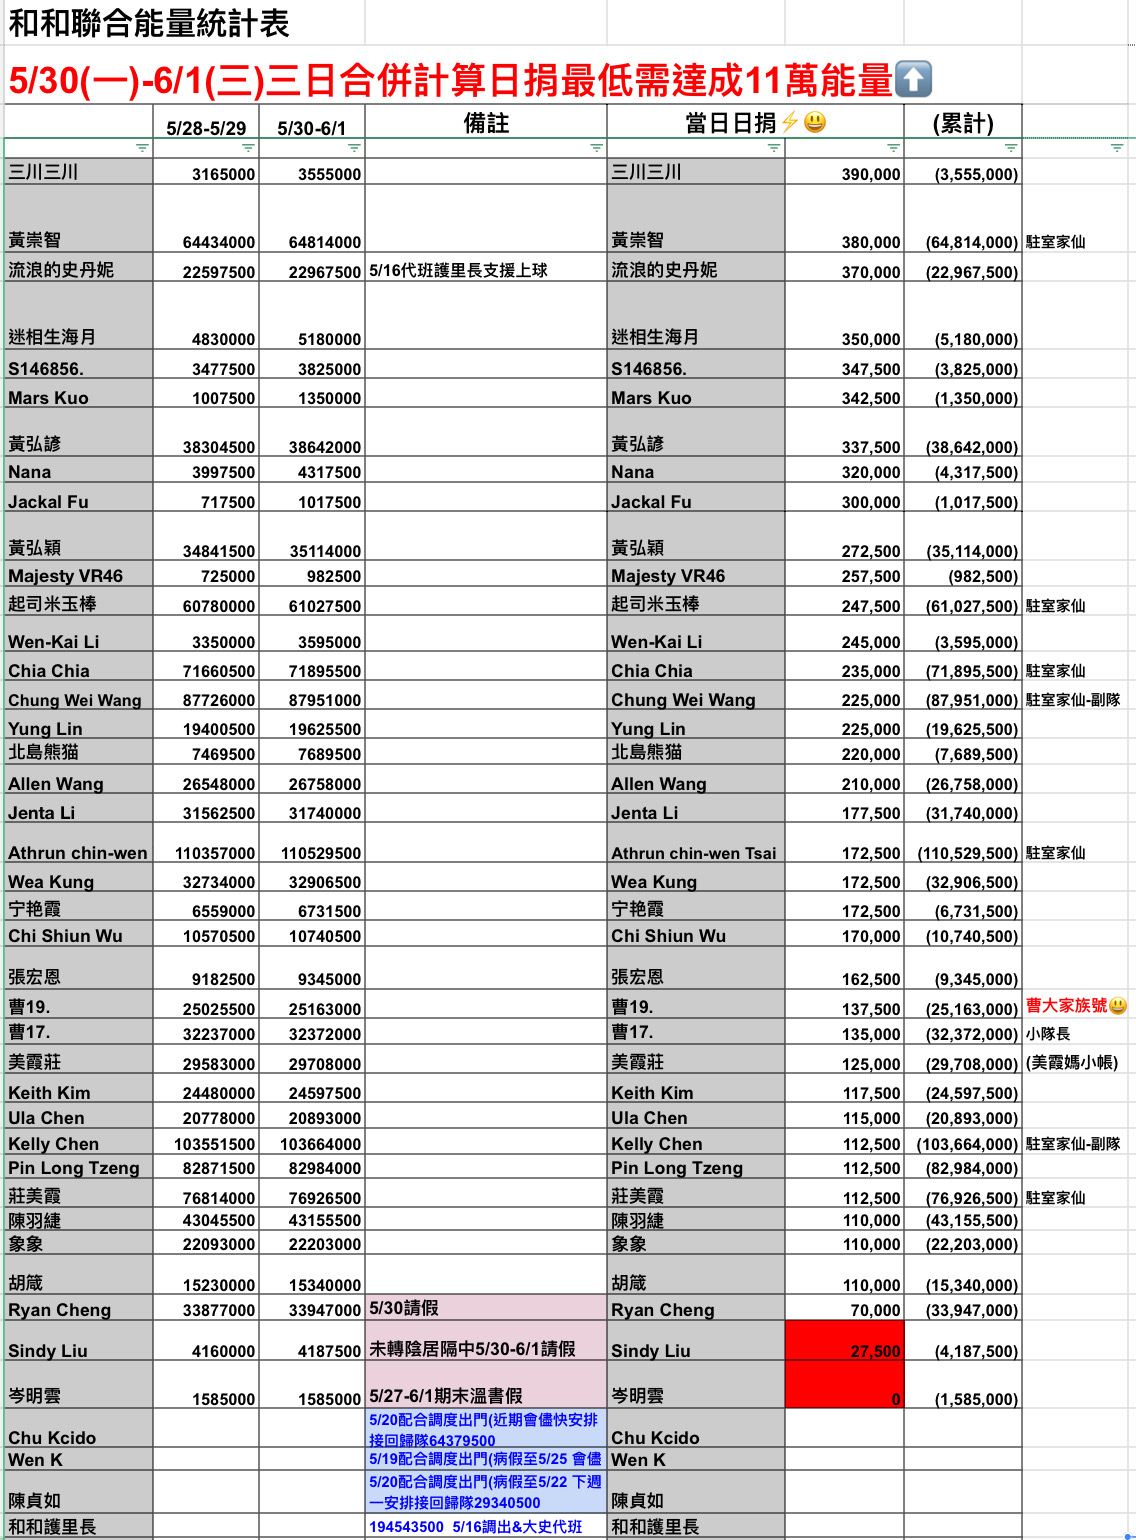 和和聯合能量統計表
5/30(一)-6/1(三)三日合併計算日捐最低需達成11萬能量⬆️
5/28-5/29 5/30-6/1 備註 當日日捐⚡😃 (累計)
三川三川 3165000 3555000 三川三川 390,000 (3,555,000)
黃崇智 64434000 64814000 黃崇智 380,000 (64,814,000) 駐室家仙
流浪的史丹妮 22597500 22967500 5/16代班護里長支援上球 流浪的史丹妮 370,000 (22,967,500)
迷相生海月 4830000 5180000 迷相生海月 350,000 (5,180,000)
S146856. 3477500 3825000 S146856. 347,500 (3,825,000)
Mars Kuo 1007500 1350000 Mars Kuo 342,500 (1,350,000)
黃弘諺 38304500 38642000 黃弘諺 337,500 (38,642,000)
Nana 3997500 4317500 Nana 320,000 (4,317,500)
Jackal Fu 717500 1017500 Jackal Fu 300,000 (1,017,500)
黃弘穎 34841500 35114000 黃弘穎 272,500 (35,114,000)
Majesty VR46 725000 982500 Majesty VR46 257,500 (982,500)
起司米玉棒 60780000 61027500 起司米玉棒 247,500 (61,027,500) 駐室家仙
Wen-Kai Li 3350000 3595000 Wen-Kai Li 245,000 (3,595,000)
Chia Chia 71660500 71895500 Chia Chia 235,000 (71,895,500) 駐室家仙
Chung Wei Wang 87726000 87951000 Chung Wei Wang 225,000 (87,951,000) 駐室家仙-副隊
Yung Lin 19400500 19625500 Yung Lin 225,000 (19,625,500)
北島熊猫 7469500 7689500 北島熊猫 220,000 (7,689,500)
Allen Wang 26548000 26758000 Allen Wang 210,000 (26,758,000)
Jenta Li 31562500 31740000 Jenta Li 177,500 (31,740,000)
Athrun chin-wen 110357000 110529500 Athrun chin-wen Tsai 172,500 (110,529,500) 駐室家仙
Wea Kung 32734000 32906500 Wea Kung 172,500 (32,906,500)
宁艳霞 6559000 6731500 宁艳霞 172,500 (6,731,500)
Chi Shiun Wu 10570500 10740500 Chi Shiun Wu 170,000 (10,740,500)
張宏恩 9182500 9345000 張宏恩 162,500 (9,345,000)
曹19. 25025500 25163000 曹19. 137,500 (25,163,000) 曹大家族號😃
曹17. 32237000 32372000 曹17. 135,000 (32,372,000) 小隊長
美霞莊 29583000 29708000 美霞莊 125,000 (29,708,000) (美霞媽小帳)
Keith Kim 24480000 24597500 Keith Kim 117,500 (24,597,500)
Ula Chen 20778000 20893000 Ula Chen 115,000 (20,893,000)
Kelly Chen 103551500 103664000 Kelly Chen 112,500 (103,664,000) 駐室家仙-副隊
Pin Long Tzeng 82871500 82984000 Pin Long Tzeng 112,500 (82,984,000)
莊美霞 76814000 76926500 莊美霞 112,500 (76,926,500) 駐室家仙
陳羽緁 43045500 43155500 陳羽緁 110,000 (43,155,500)
象象 22093000 22203000 象象 110,000 (22,203,000)
胡箴 15230000 15340000 胡箴 110,000 (15,340,000)
Ryan Cheng 33877000 33947000 5/30請假 Ryan Cheng 70,000 (33,947,000)
Sindy Liu 4160000 4187500 未轉陰居隔中5/30-6/1請假 Sindy Liu 27,500 (4,187,500)
岑明雲 1585000 1585000 5/27-6/1期末溫書假 岑明雲 0 (1,585,000)
5/20配合調度出門(近期會儘快安排
Chu Kcido 接回歸隊64379500 Chu Kcido
Wen K 5/19配合調度出門(病假至5/25 會儘 Wen K
5/20配合調度出門(病假至5/22 下週
陳貞如 一安排接回歸隊29340500 陳貞如
和和護里長 194543500 5/16調出&大史代班 和和護里長